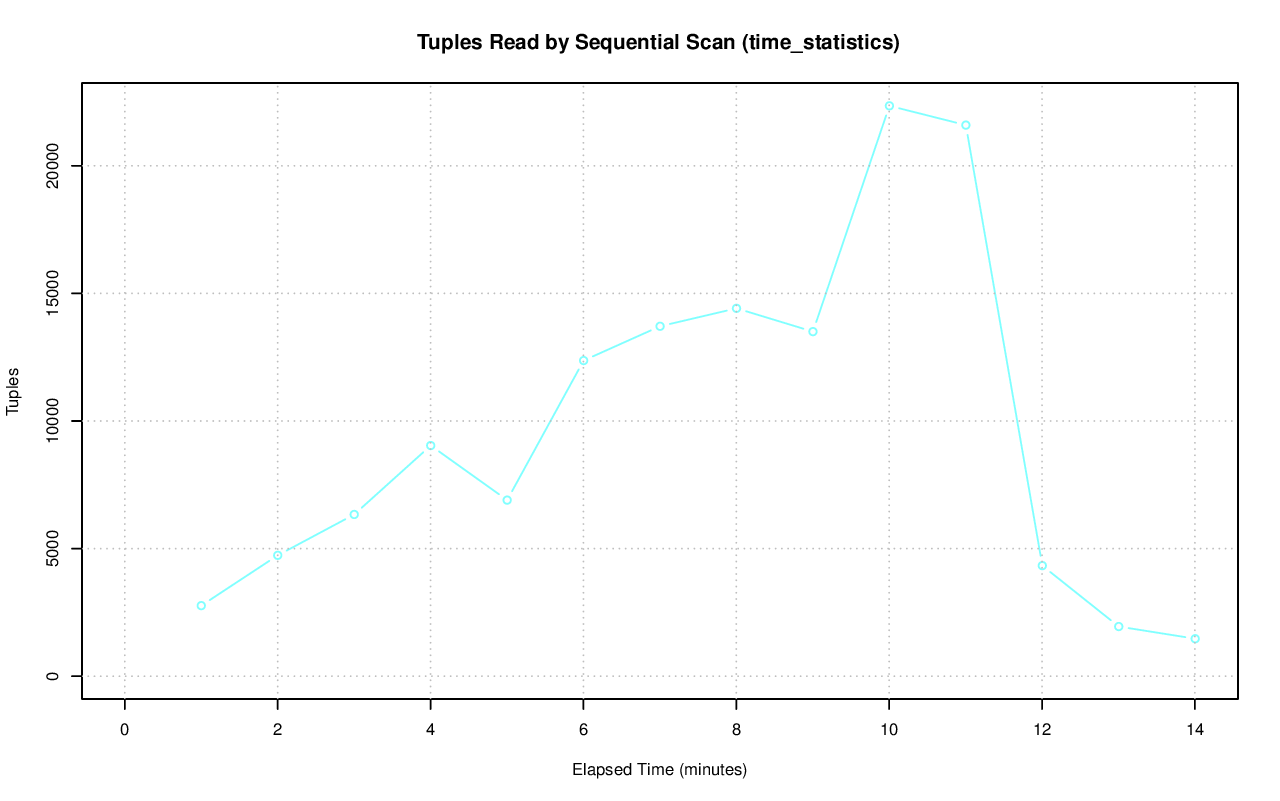 Tuples Read by Sequential Scan (time_statistics)
Tuples
20000
15000
10000
5000
0
0 2 4 6 8 10 12 14
Elapsed Time (minutes)